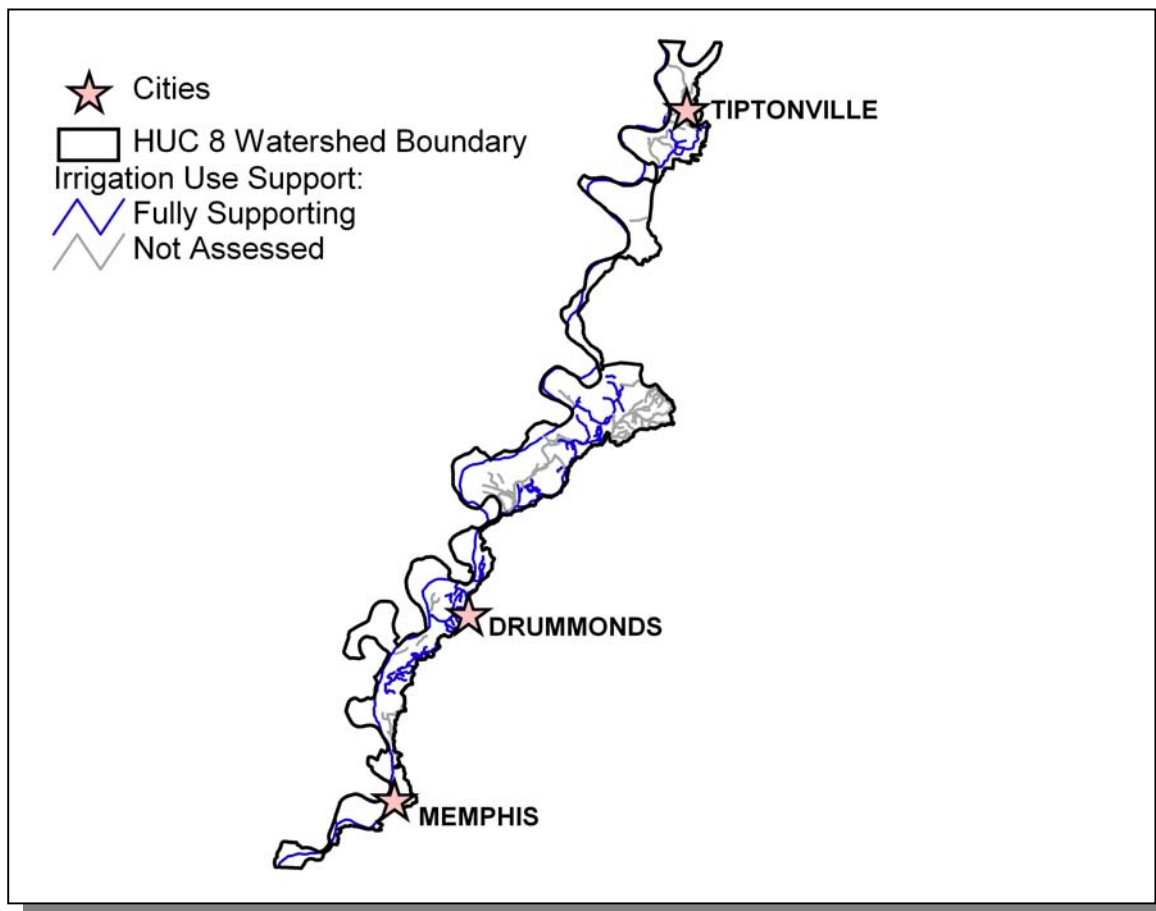 Cities
HUC 8 Watershed Boundary
Irrigation Use Support:
Fully Supporting
Not Assessed
TIPTONVILLE
DRUMMONDS
MEMPHIS